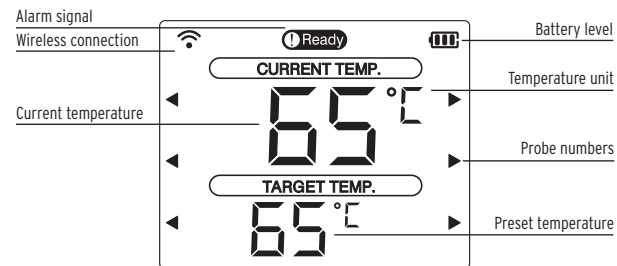 Alarm signal
Wireless connection
! Ready
Battery level
CURRENT TEMP.
Temperature unit
65°C
Current temperature
Probe numbers
TARGET TEMP.
65°C
Preset temperature